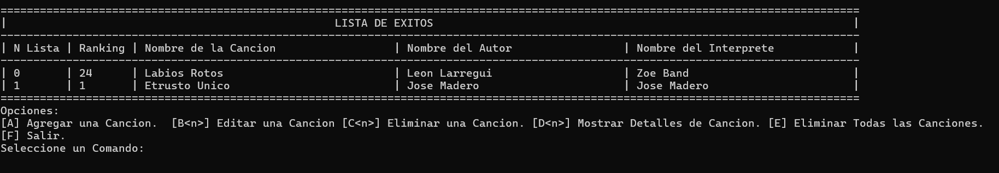 ===================================================================================================================================
|                                                  LISTA DE EXITOS                                                                |
-----------------------------------------------------------------------------------------------------------------------------------
| N Lista | Ranking | Nombre de la Cancion                  | Nombre del Autor                 | Nombre del Interprete            |
-----------------------------------------------------------------------------------------------------------------------------------
| 0       | 24      | Labios Rotos                          | Leon Larregui                    | Zoe Band                         |
| 1       | 1       | Etrusto Unico                         | Jose Madero                      | Jose Madero                      |
===================================================================================================================================
Opciones:
[A] Agregar una Cancion.  [B<n>] Editar una Cancion [C<n>] Eliminar una Cancion. [D<n>] Mostrar Detalles de Cancion. [E] Eliminar Todas las Canciones.
[F] Salir.
Seleccione un Comando: